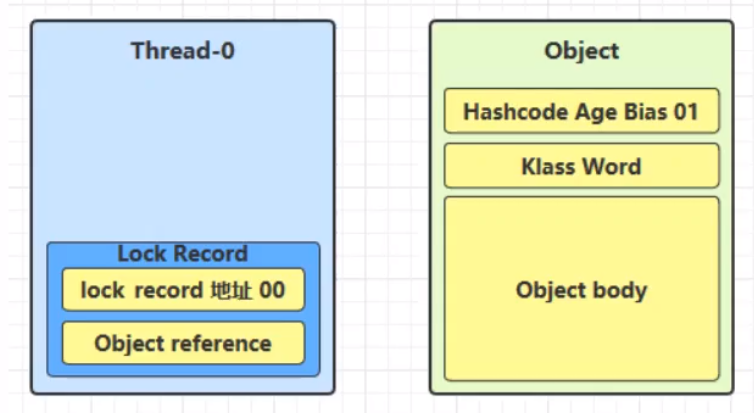 Thread-0
Lock Record
lock record 地址 00
Object reference
Object
Hashcode Age Bias 01
Klass Word
Object body